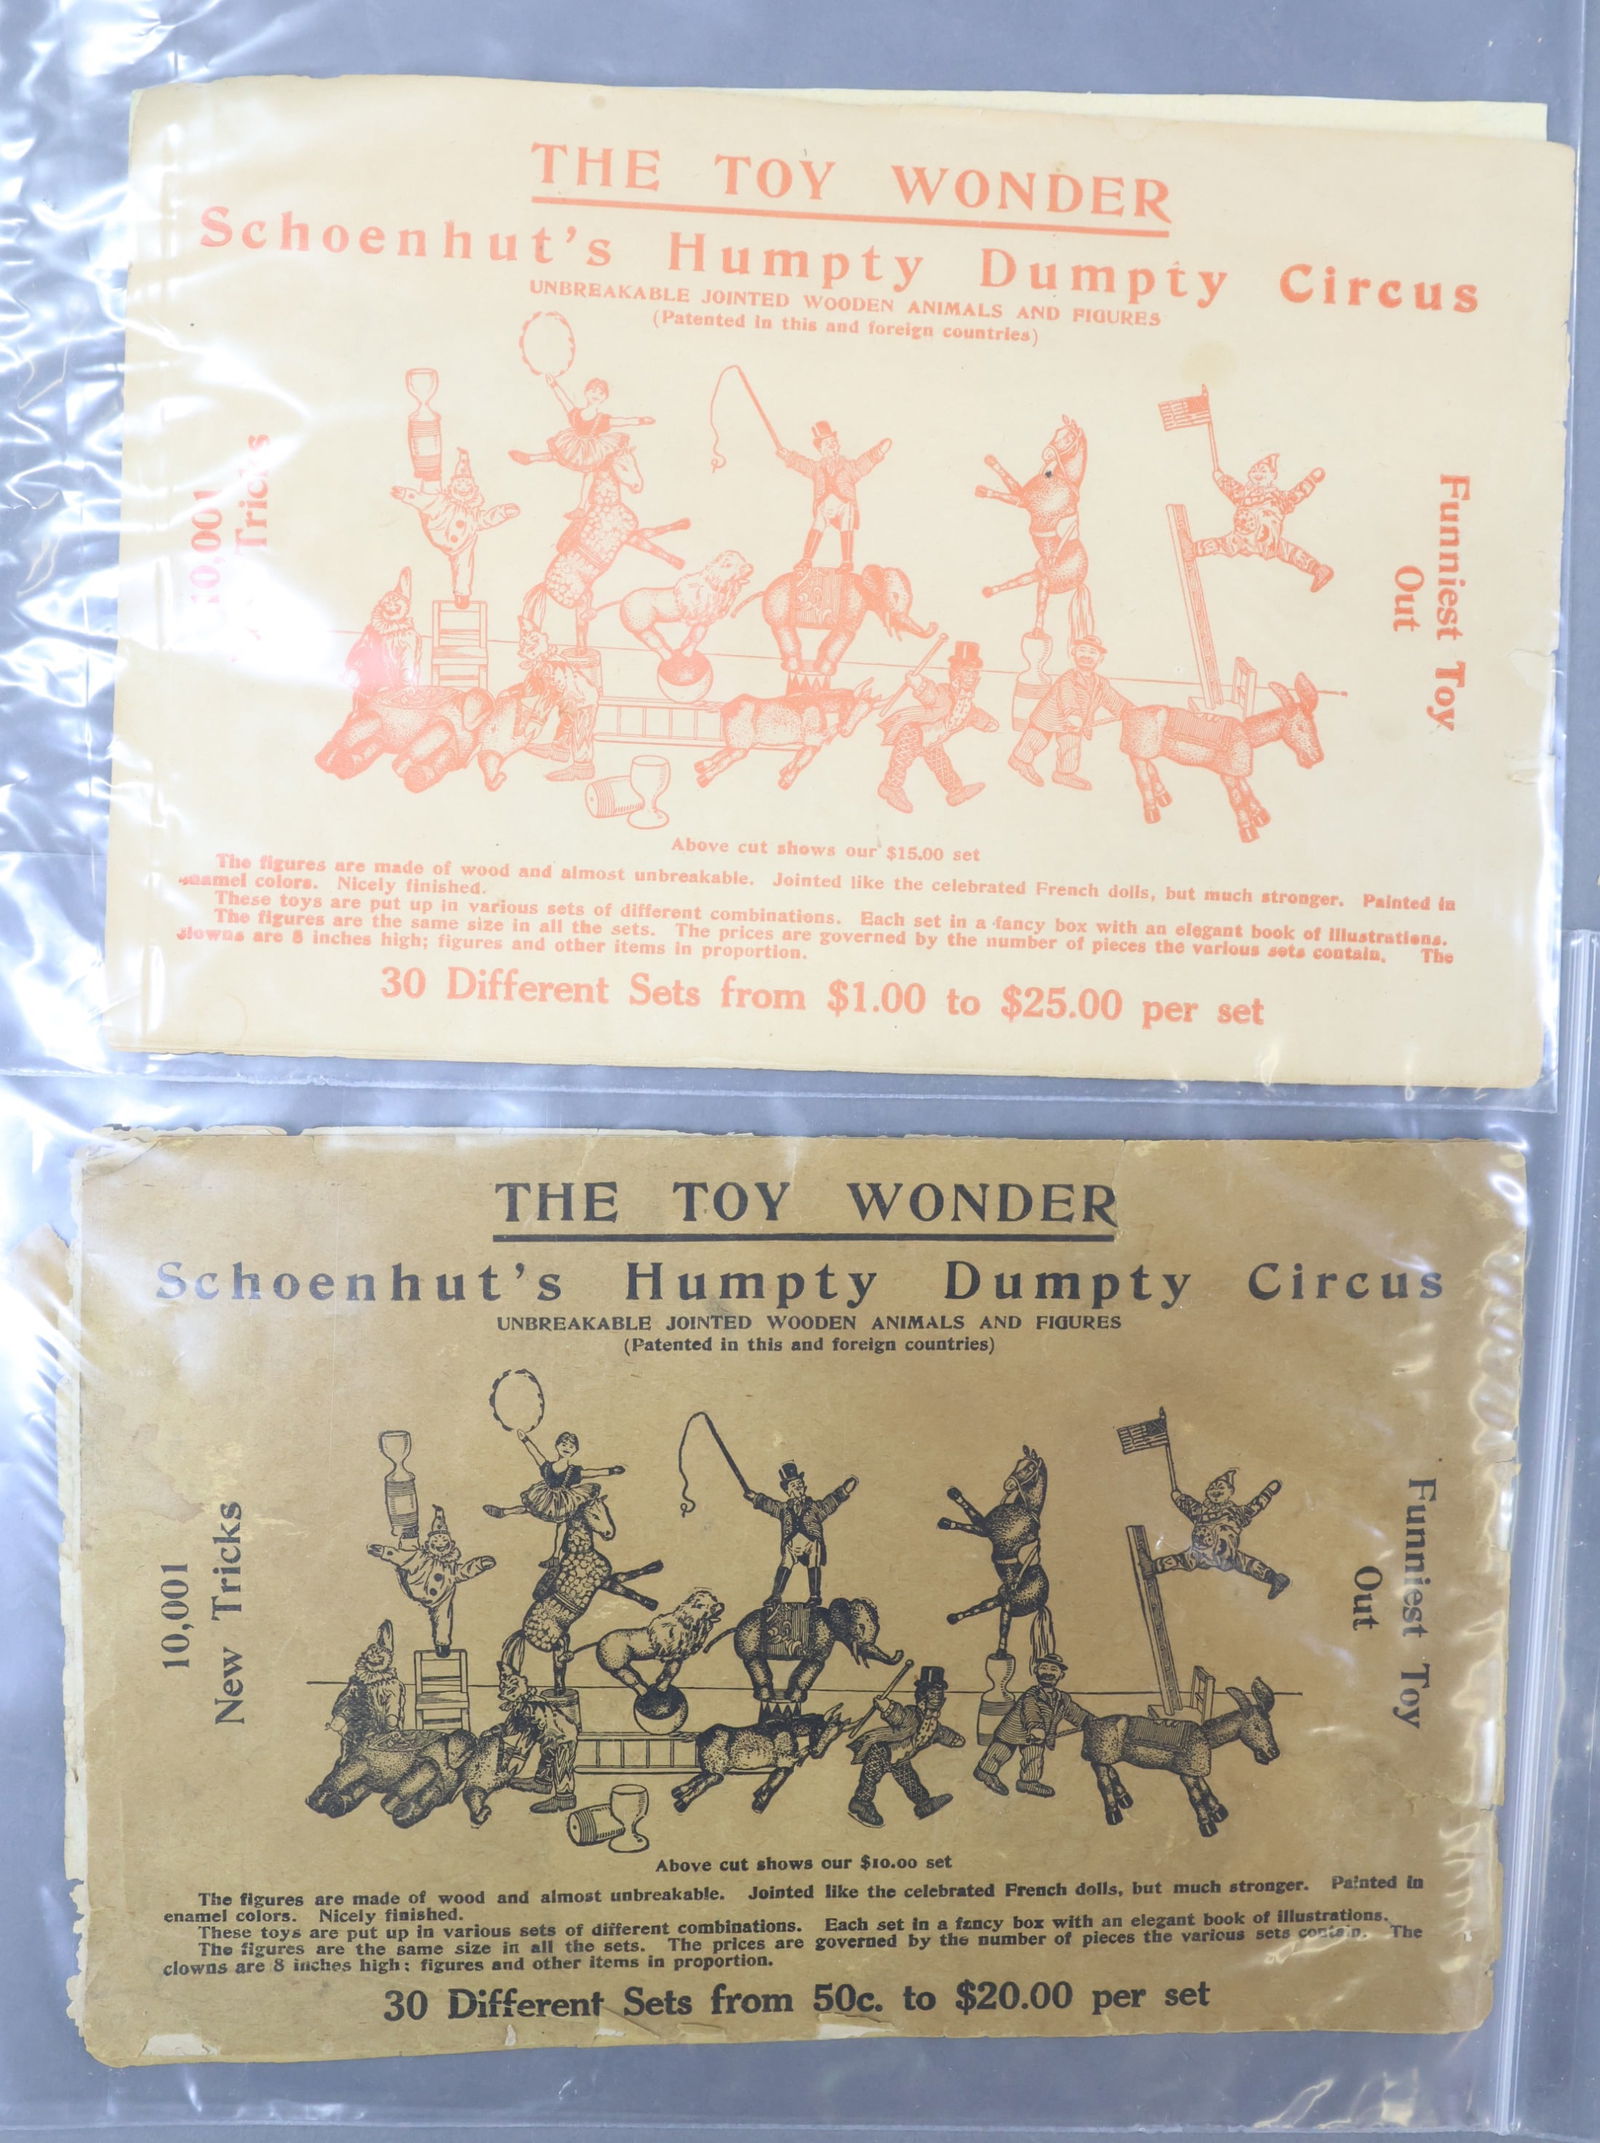 THE TOY WONDER
Schoenhut's Humpty Dumpty Circus
UNBREAKABLE JOINTED WOODEN ANIMALS AND FIGURES
(Patented in this and foreign countries)
10,001
Tricks
Funniest Toy
Out
Above cut shows our $15.00 set
The figures are made of wood and almost unbreakable. Jointed like the celebrated French dolls, but much stronger. Painted in
enamel colors. Nicely finished.
These toys are put up in various sets of different combinations. Each set in a fancy box with an elegant book of illustrations.
The figures are the same size in all the sets. The prices are governed by the number of pieces the various sets contain. The
clowns are 8 inches high; figures and other items in proportion.
30 Different Sets from $1.00 to $25.00 per set
THE TOY WONDER
Schoenhut's Humpty Dumpty Circus
UNBREAKABLE JOINTED WOODEN ANIMALS AND FIGURES
(Patented in this and foreign countries)
10,001
New Tricks
Funniest Toy
Out
Above cut shows our $10.00 set
The figures are made of wood and almost unbreakable. Jointed like the celebrated French dolls, but much stronger. Painted in
enamel colors. Nicely finished.
These toys are put up in various sets of different combinations. Each set in a fancy box with an elegant book of illustrations.
The figures are the same size in all the sets. The prices are governed by the number of pieces the various sets contain. The
clowns are 8 inches high; figures and other items in proportion.
30 Different Sets from 50c. to $20.00 per set